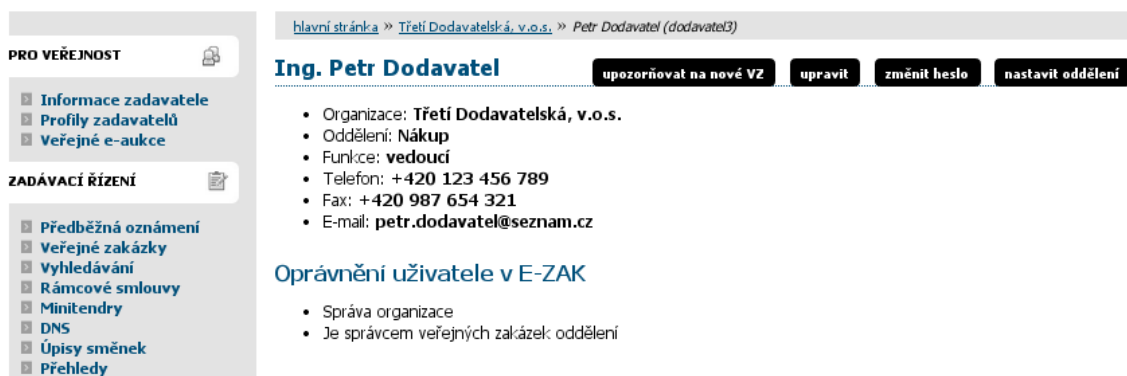 hlavní stránka » Třetí Dodavatelská, v.o.s. » Petr Dodavatel (dodavatel3)
PRO VEŘEJNOST
Informace zadavatele
Profily zadavatelů
Veřejné e-aukce
ZADÁVACÍ ŘÍZENÍ
Předběžná oznámení
Veřejné zakázky
Vyhledávání
Rámcové smlouvy
Minitendry
DNS
Úpisy směnek
Přehledy
Ing. Petr Dodavatel
upozorňovat na nové VZ
upravit
změnit heslo
nastavit oddělení
• Organizace: Třetí Dodavatelská, v.o.s.
• Oddělení: Nákup
• Funkce: vedoucí
• Telefon: +420 123 456 789
• Fax: +420 987 654 321
• E-mail: petr.dodavatel@seznam.cz
Oprávnění uživatele v E-ZAK
• Správa organizace
• Je správcem veřejných zakázek oddělení